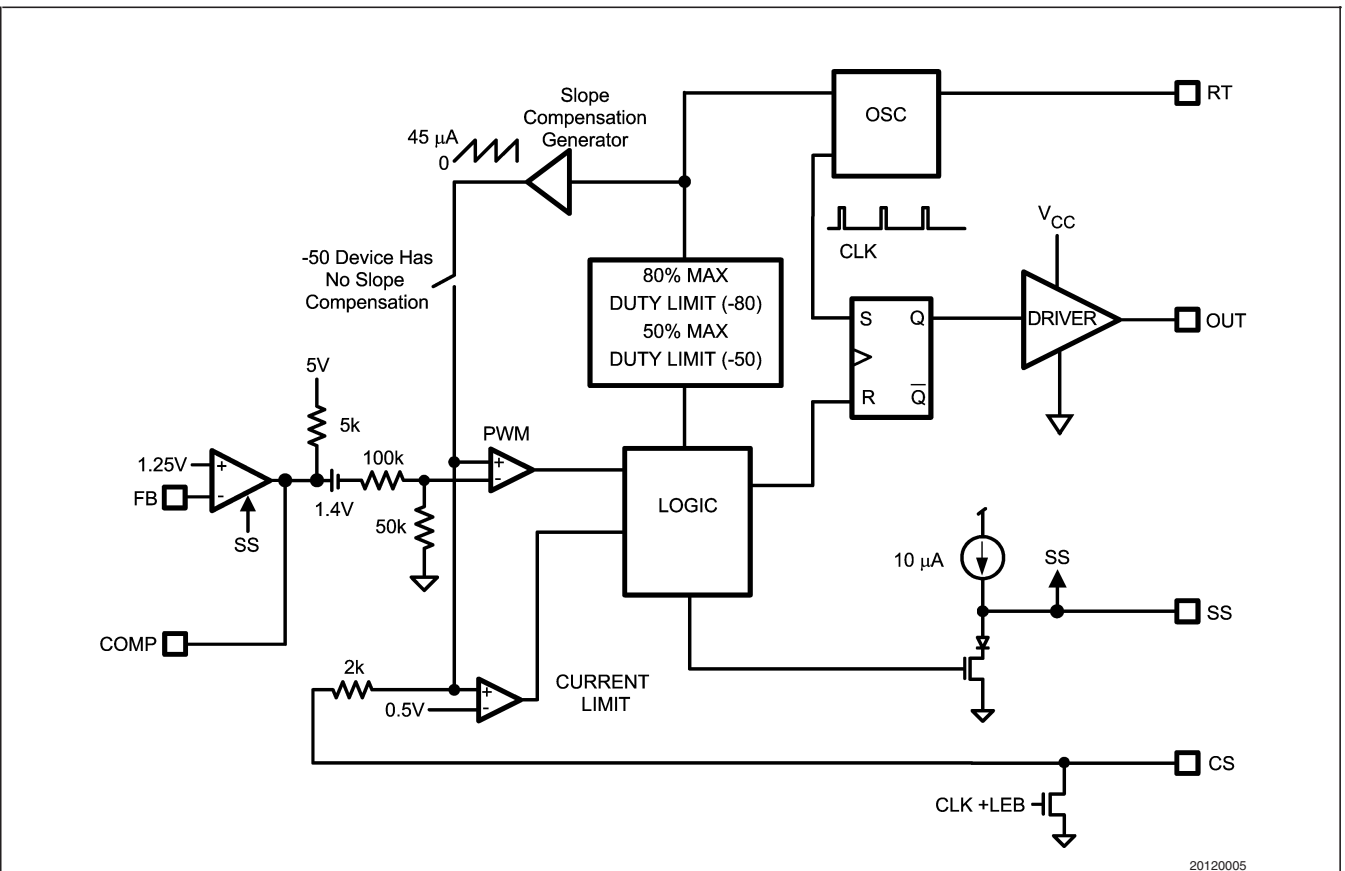 Slope
Compensation
Generator
45 μA
0
OSC
RT
CLK
VCC
-50 Device Has
No Slope
Compensation
80% MAX
DUTY LIMIT (-80)
50% MAX
DUTY LIMIT (-50)
S
Q
R
Q̅
DRIVER
OUT
5V
5k
1.25V
+
-
FB
SS
1.4V
100k
50k
PWM
+
-
LOGIC
COMP
2k
0.5V
+
-
CURRENT
LIMIT
10 μA
SS
SS
CS
CLK +LEB
20120005